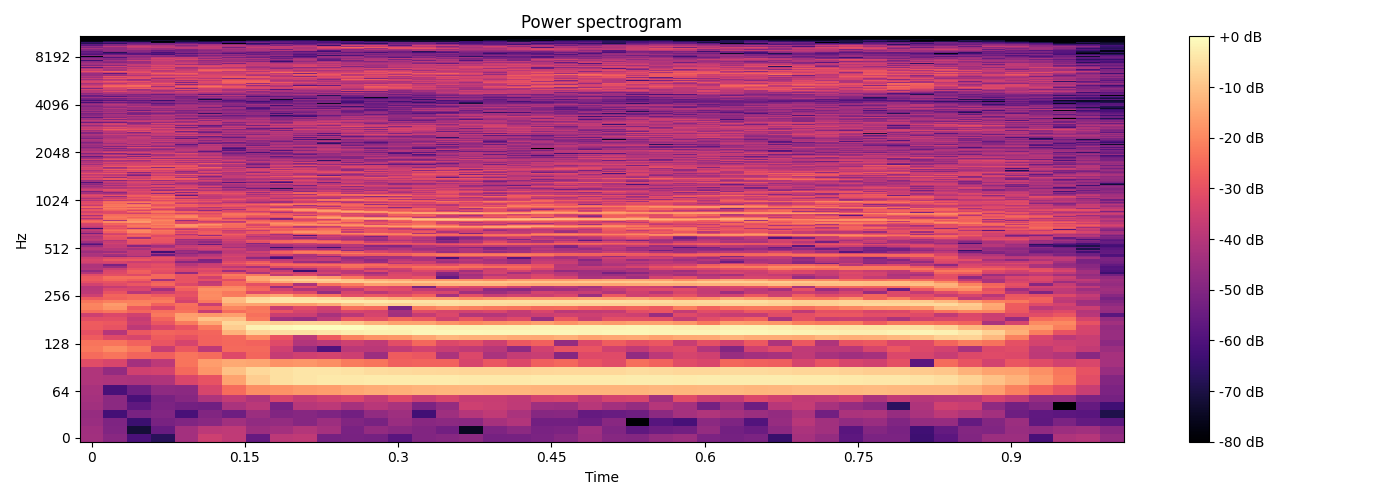 Power spectrogram
Hz
8192
4096
2048
1024
512
256
128
64
0
0 0.15 0.3 0.45 0.6 0.75 0.9
Time
+0 dB
-10 dB
-20 dB
-30 dB
-40 dB
-50 dB
-60 dB
-70 dB
-80 dB